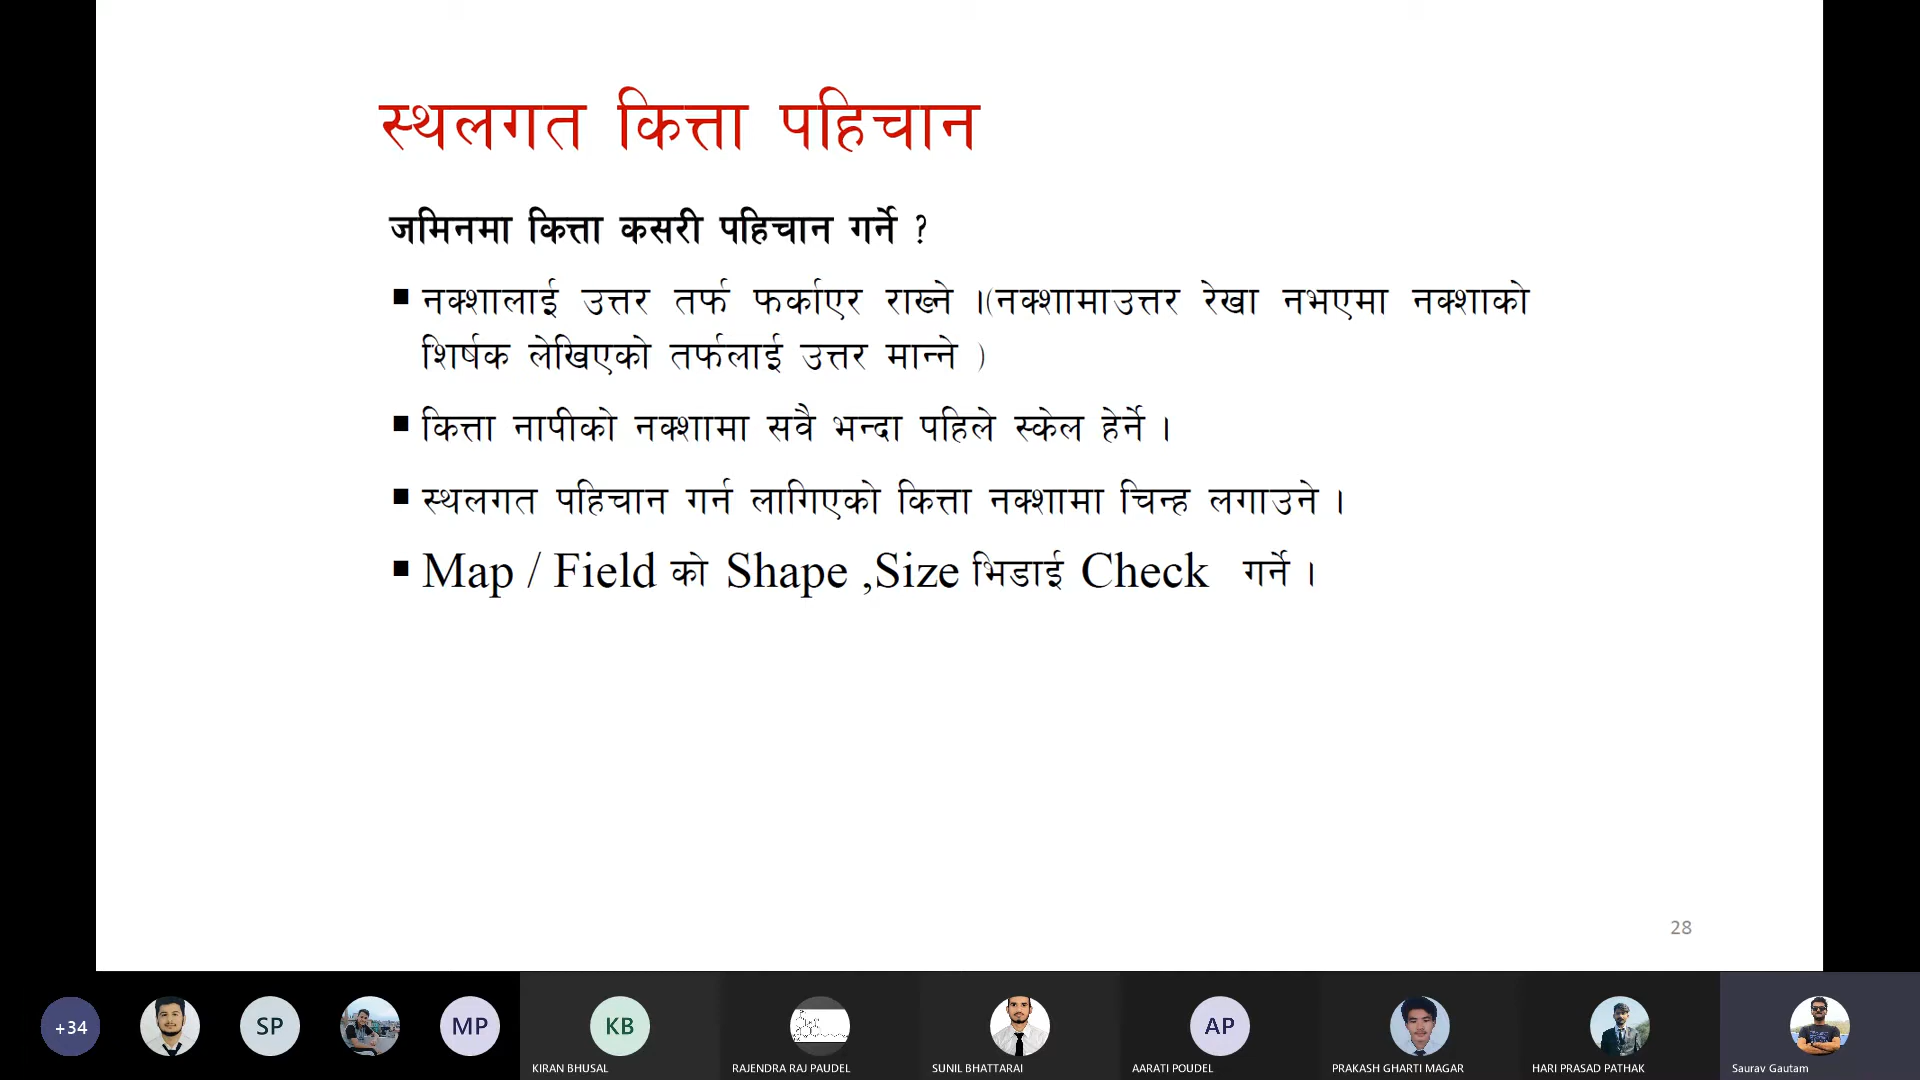 स्थलगत कित्ता पहिचान
जमिनमा कित्ता कसरी पहिचान गर्ने ?
▪ नक्शालाई उत्तर तर्फ फर्काएर राख्ने ।(नक्शामाउत्तर रेखा नभएमा नक्शाको
शिर्षक लेखिएको तर्फलाई उत्तर मान्ने )
▪ कित्ता नापीको नक्शामा सवै भन्दा पहिले स्केल हेर्ने ।
▪ स्थलगत पहिचान गर्न लागिएको कित्ता नक्शामा चिन्ह लगाउने ।
▪ Map / Field को Shape ,Size भिडाई Check गर्ने ।
28
+34 SP MP KB AP
KIRAN BHUSAL RAJENDRA RAJ PAUDEL SUNIL BHATTARAI AARATI POUDEL PRAKASH GHARTI MAGAR HARI PRASAD PATHAK Saurav Gautam